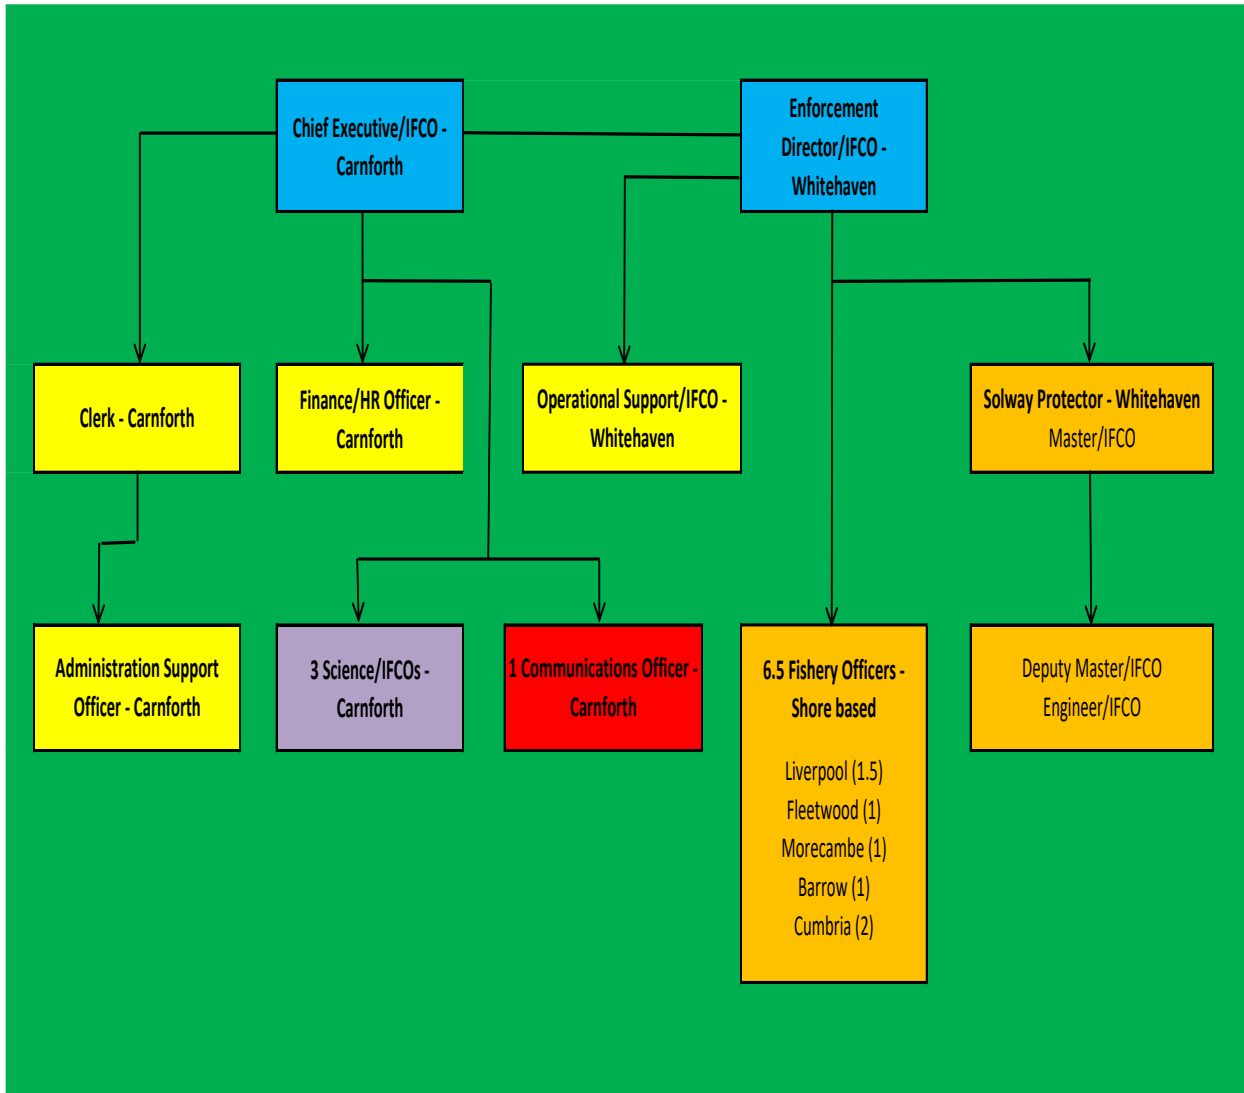 Chief Executive/IFCO -
Carnforth
Enforcement
Director/IFCO -
Whitehaven
Clerk - Carnforth
Finance/HR Officer -
Carnforth
Operational Support/IFCO -
Whitehaven
Solway Protector - Whitehaven
Master/IFCO
Administration Support
Officer - Carnforth
3 Science/IFCOs -
Carnforth
1 Communications Officer -
Carnforth
6.5 Fishery Officers -
Shore based
Liverpool (1.5)
Fleetwood (1)
Morecambe (1)
Barrow (1)
Cumbria (2)
Deputy Master/IFCO
Engineer/IFCO